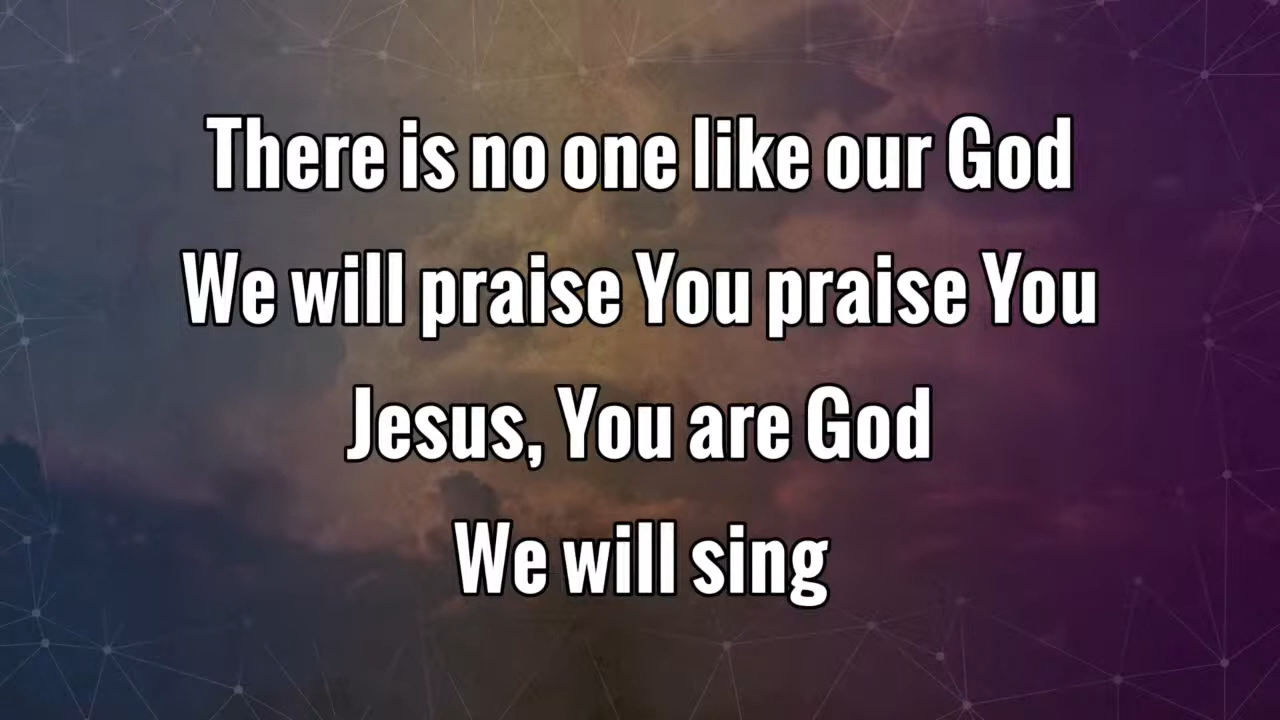 There is no one like our God
We will praise You praise You
Jesus, You are God
We will sing